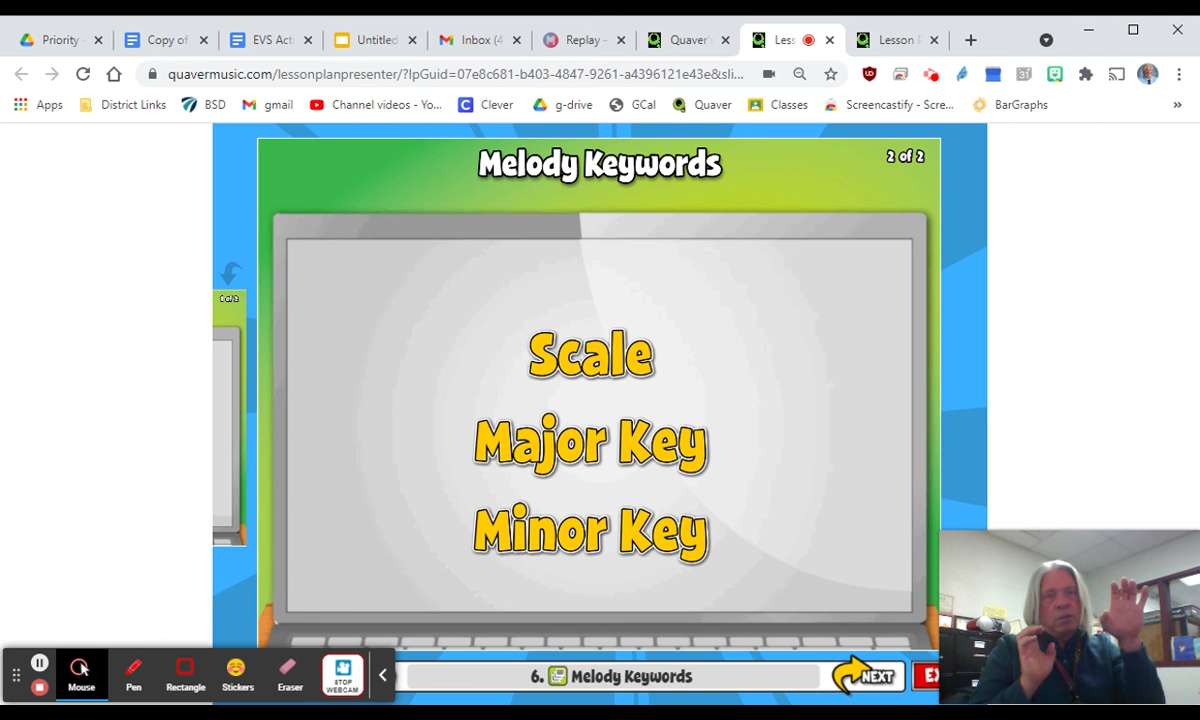 Priority -
Copy of
EVS Acti
Untitled
Inbox (4
Replay -
Quaver'
Less
Lesson P
quavermusic.com/lessonplanpresenter/?lpGuid=07e8c681-b403-4847-9261-a4396121e43e&sli...
Apps
District Links
BSD
gmail
Channel videos - Yo...
Clever
g-drive
GCal
Quaver
Classes
Screencastify - Scre...
BarGraphs
Melody Keywords
2 of 2
Scale
Major Key
Minor Key
Mouse
Pen
Rectangle
Stickers
Eraser
STOP
WEBCAM
6. Melody Keywords
NEXT